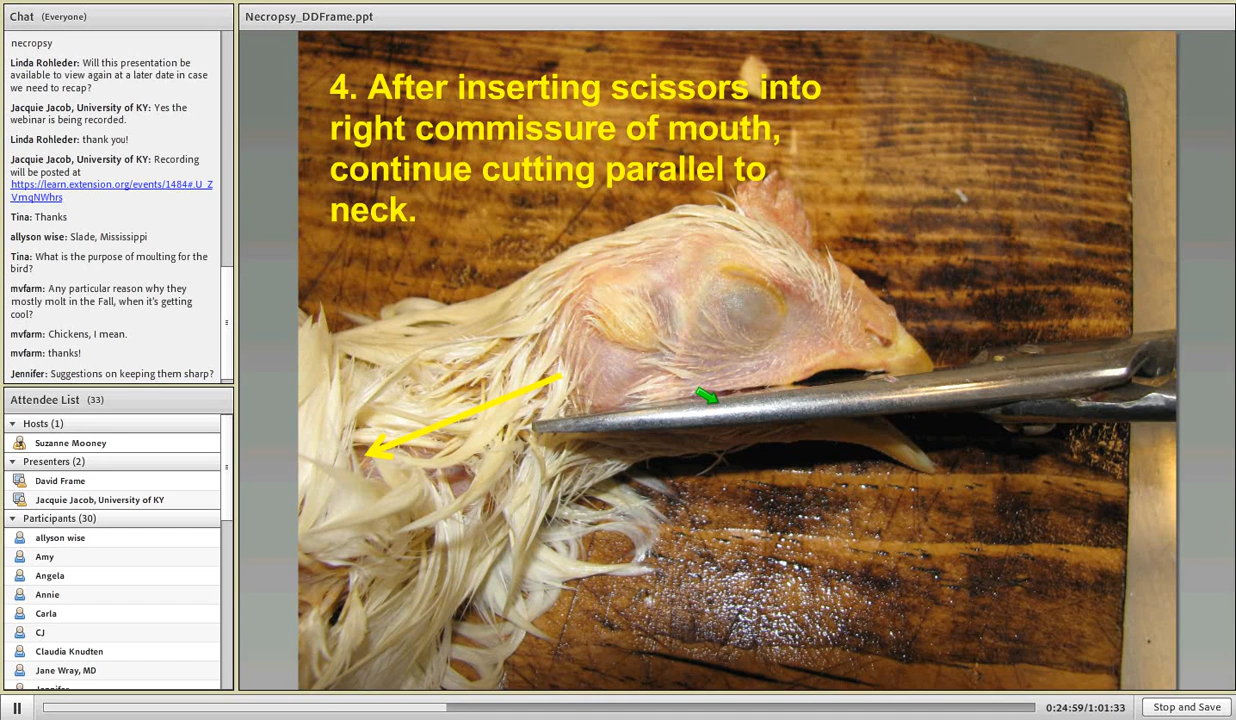 Chat (Everyone)
necropsy
Linda Rohleder: Will this presentation be
available to view again at a later date in case
we need to recap?
Jacquie Jacob, University of KY: Yes the
webinar is being recorded.
Linda Rohleder: thank you!
Jacquie Jacob, University of KY: Recording
will be posted at
https://learn.extension.org/events/1484#.U_Z
VmqNWhrs
Tina: Thanks
allyson wise: Slade, Mississippi
Tina: What is the purpose of moulting for the
bird?
mvfarm: Any particular reason why they
mostly molt in the Fall, when it's getting
cool?
mvfarm: Chickens, I mean.
mvfarm: thanks!
Jennifer: Suggestions on keeping them sharp?
Attendee List (33)
Hosts (1)
Suzanne Mooney
Presenters (2)
David Frame
Jacquie Jacob, University of KY
Participants (30)
allyson wise
Amy
Angela
Annie
Carla
CJ
Claudia Knudten
Jane Wray, MD
Necropsy_DDFrame.ppt
4. After inserting scissors into
right commissure of mouth,
continue cutting parallel to
neck.
0:24:59/1:01:33
Stop and Save